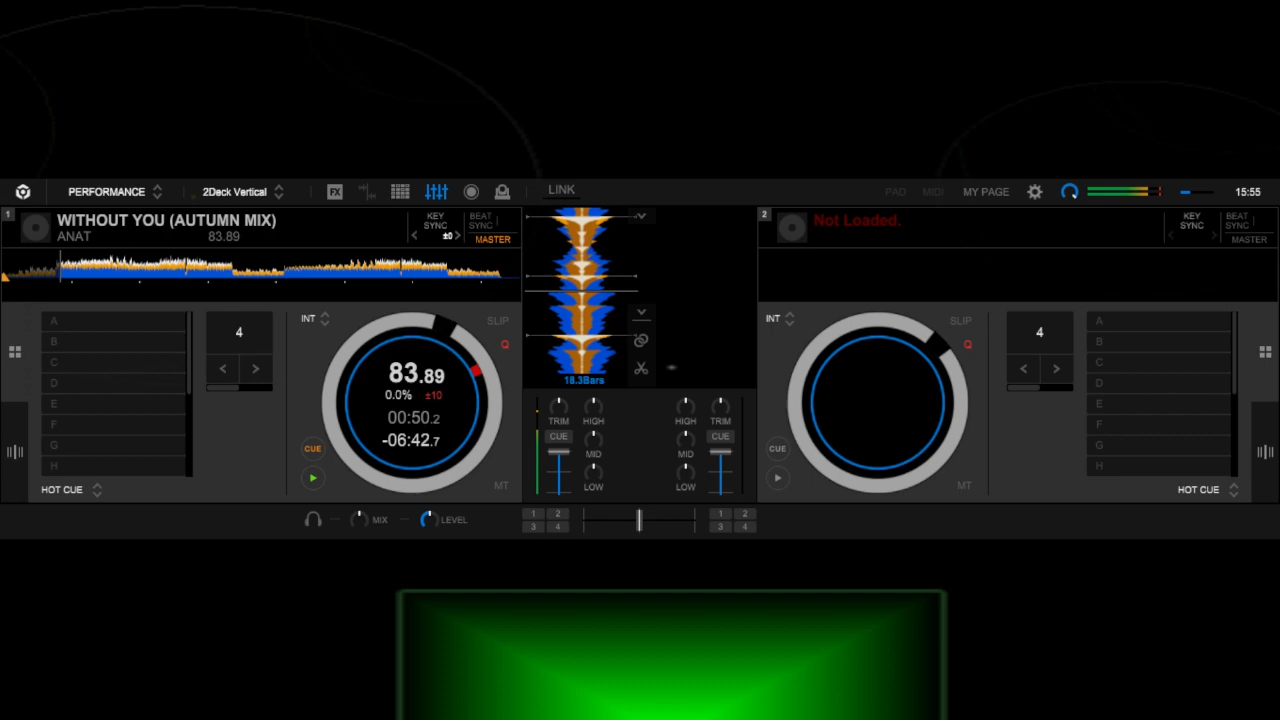 PERFORMANCE 2Deck Vertical FX LINK PAD MIDI MY PAGE 15:55
1 WITHOUT YOU (AUTUMN MIX) KEY SYNC ±0 BEAT SYNC MASTER
ANAT 83.89
2 Not Loaded. KEY SYNC BEAT SYNC MASTER
A
B
C
D
E
F
G
H
HOT CUE
4
INT SLIP
Q
83.89
0.0% ±10
00:50.2
-06:42.7
CUE
MT
18.3Bars
TRIM HIGH HIGH TRIM
CUE MID MID CUE
LOW LOW
INT SLIP
Q
CUE
MT
4
A
B
C
D
E
F
G
H
HOT CUE
MIX LEVEL
1 2 1 2
3 4 3 4